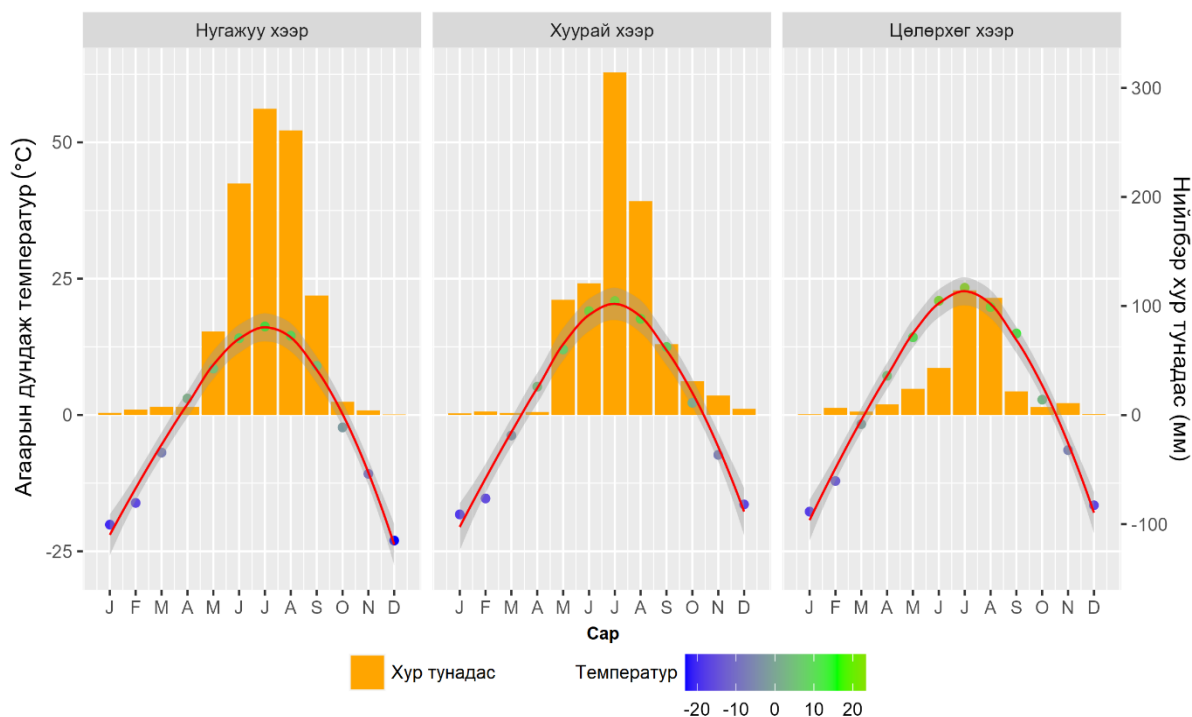 Нугажуу хээр
Хуурай хээр
Цөлөрхөг хээр
Агаарын дундаж температур (°C)
50
25
0
-25
300
200
100
0
-100
Нийлбэр хур тунадас (мм)
J F M A M J J A S O N D
J F M A M J J A S O N D
J F M A M J J A S O N D
Сар
Хур тунадас
Температур
-20 -10 0 10 20